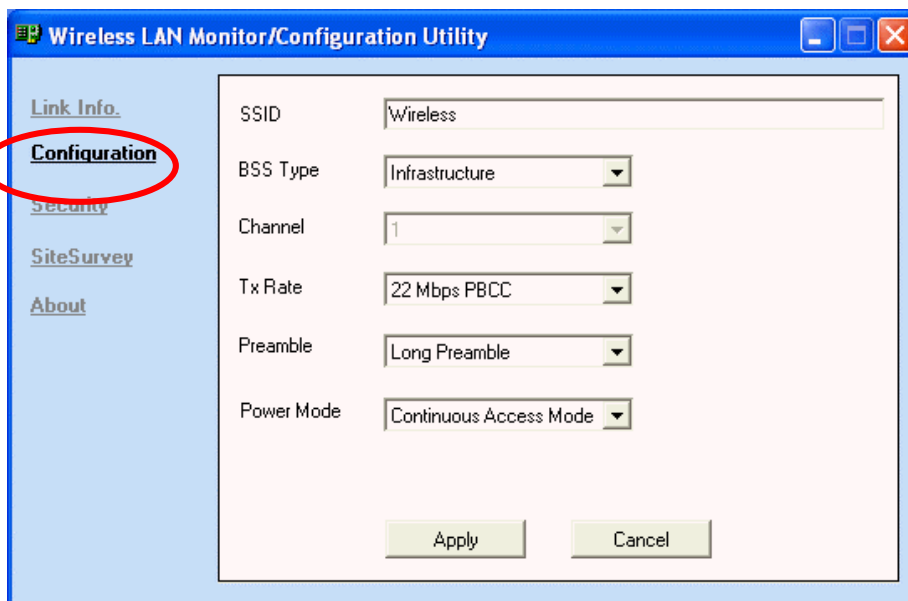 Wireless LAN Monitor/Configuration Utility
Link Info.
Configuration
Security
SiteSurvey
About
SSID
Wireless
BSS Type
Infrastructure
Channel
1
Tx Rate
22 Mbps PBCC
Preamble
Long Preamble
Power Mode
Continuous Access Mode
Apply
Cancel